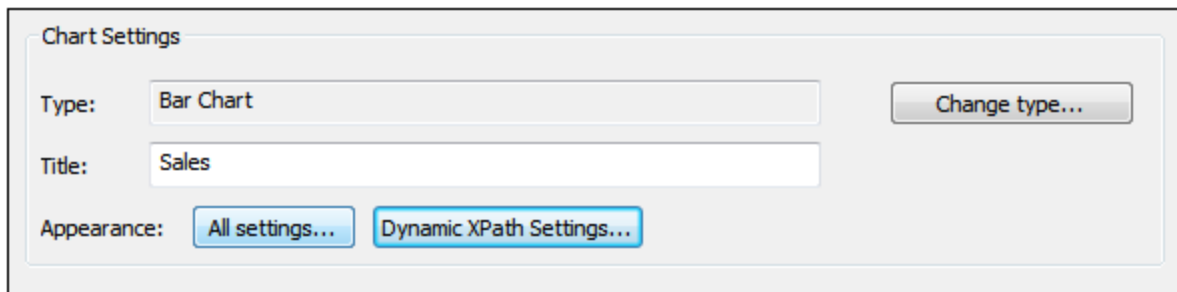 Chart Settings
Type: Bar Chart Change type...
Title: Sales
Appearance: All settings... Dynamic XPath Settings...